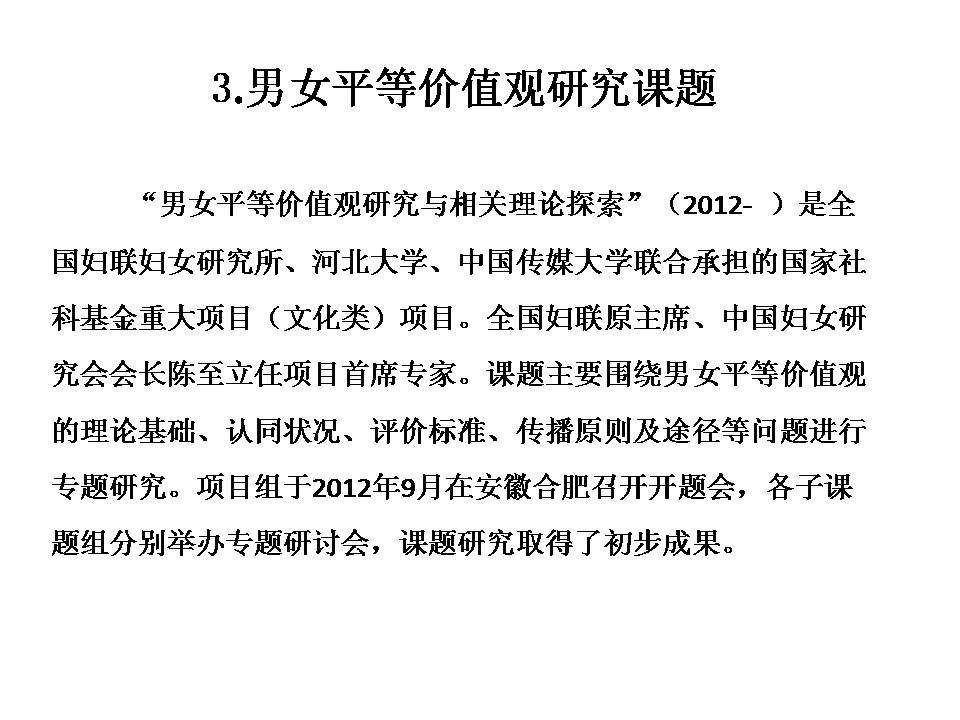 3.男女平等价值观研究课题
“男女平等价值观研究与相关理论探索”（2012- ）是全
国妇联妇女研究所、河北大学、中国传媒大学联合承担的国家社
科基金重大项目（文化类）项目。全国妇联原主席、中国妇女研
究会会长陈至立任项目首席专家。课题主要围绕男女平等价值观
的理论基础、认同状况、评价标准、传播原则及途径等问题进行
专题研究。项目组于2012年9月在安徽合肥召开开题会，各子课
题组分别举办专题研讨会，课题研究取得了初步成果。